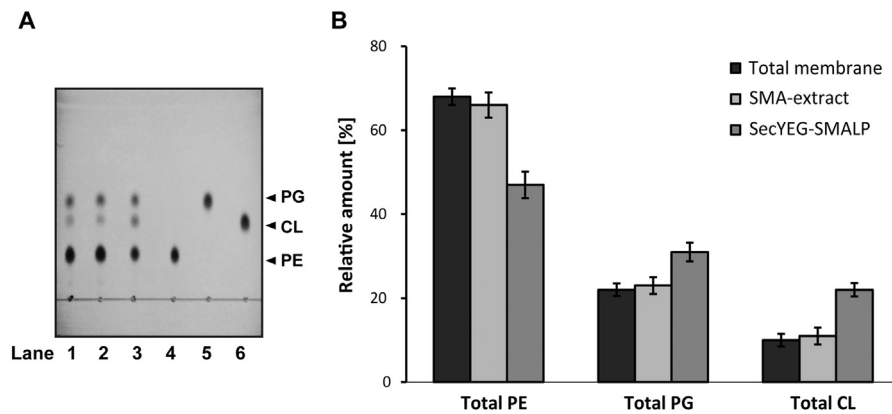 A
B
PG
CL
PE
Lane 1 2 3 4 5 6
Relative amount [%]
80
60
40
20
0
Total membrane
SMA-extract
SecYEG-SMALP
Total PE Total PG Total CL